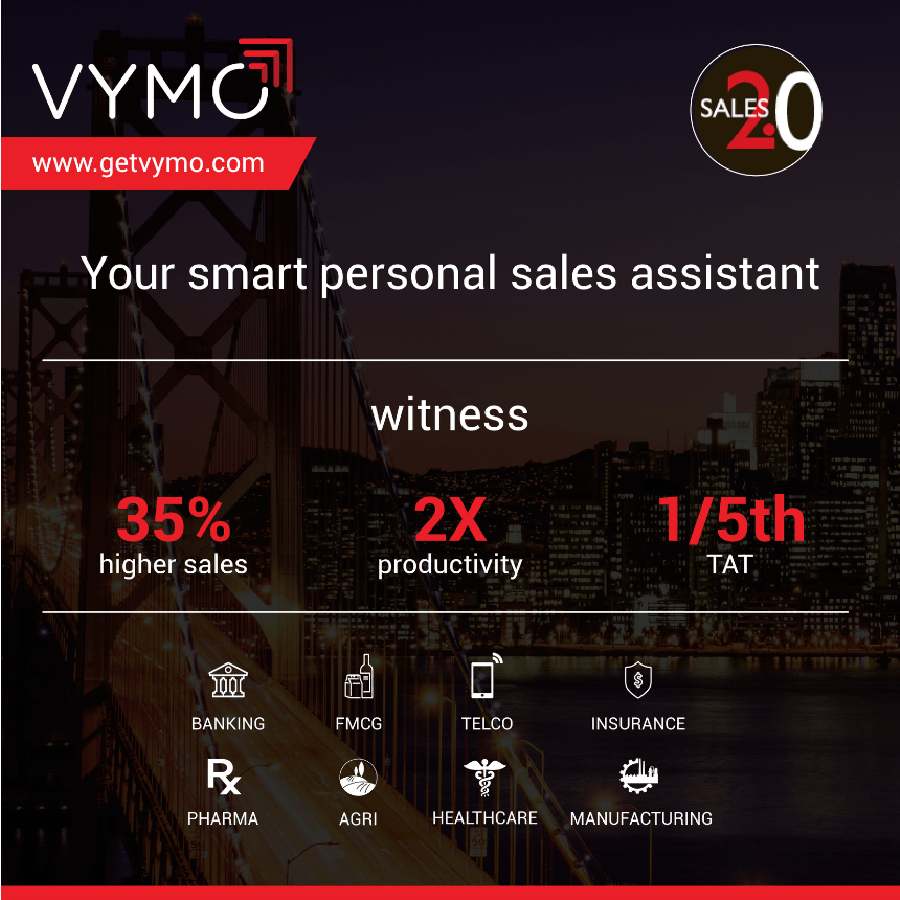 VYMO
SALES 2.0
www.getvymo.com
Your smart personal sales assistant
witness
35%
2X
1/5th
higher sales
productivity
TAT
BANKING
FMCG
TELCO
INSURANCE
Rx
PHARMA
AGRI
HEALTHCARE
MANUFACTURING